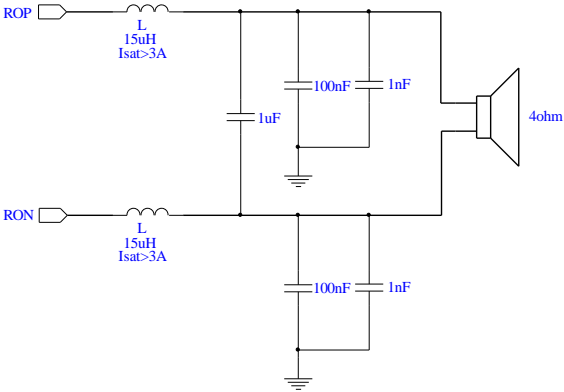 ROP
L
15uH
Isat>3A
100nF
1nF
1uF
4ohm
RON
L
15uH
Isat>3A
100nF
1nF